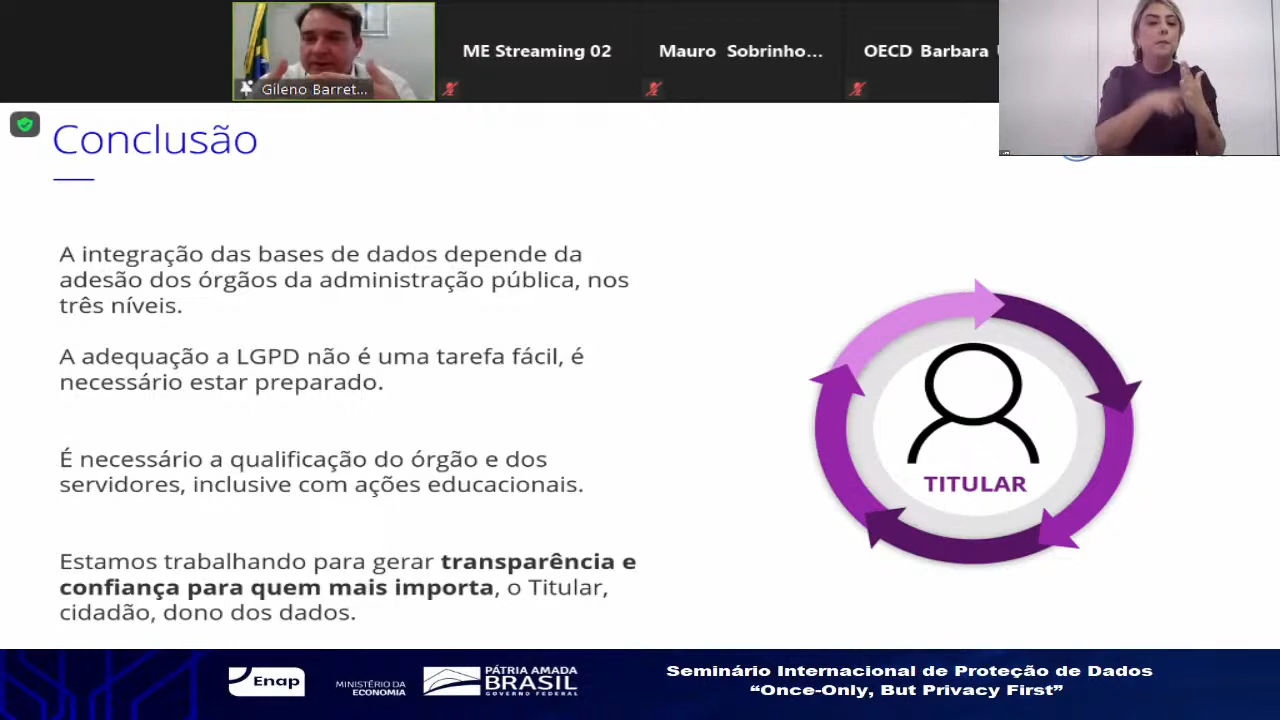 ME Streaming 02
Mauro Sobrinho...
OECD Barbara
Gileno Barret...
Conclusão
A integração das bases de dados depende da
adesão dos órgãos da administração pública, nos
três níveis.
A adequação a LGPD não é uma tarefa fácil, é
necessário estar preparado.
É necessário a qualificação do órgão e dos
servidores, inclusive com ações educacionais.
Estamos trabalhando para gerar transparência e
confiança para quem mais importa, o Titular,
cidadão, dono dos dados.
TITULAR
Enap
MINISTÉRIO DA
ECONOMIA
PÁTRIA AMADA
BRASIL
GOVERNO FEDERAL
Seminário Internacional de Proteção de Dados
“Once-Only, But Privacy First”